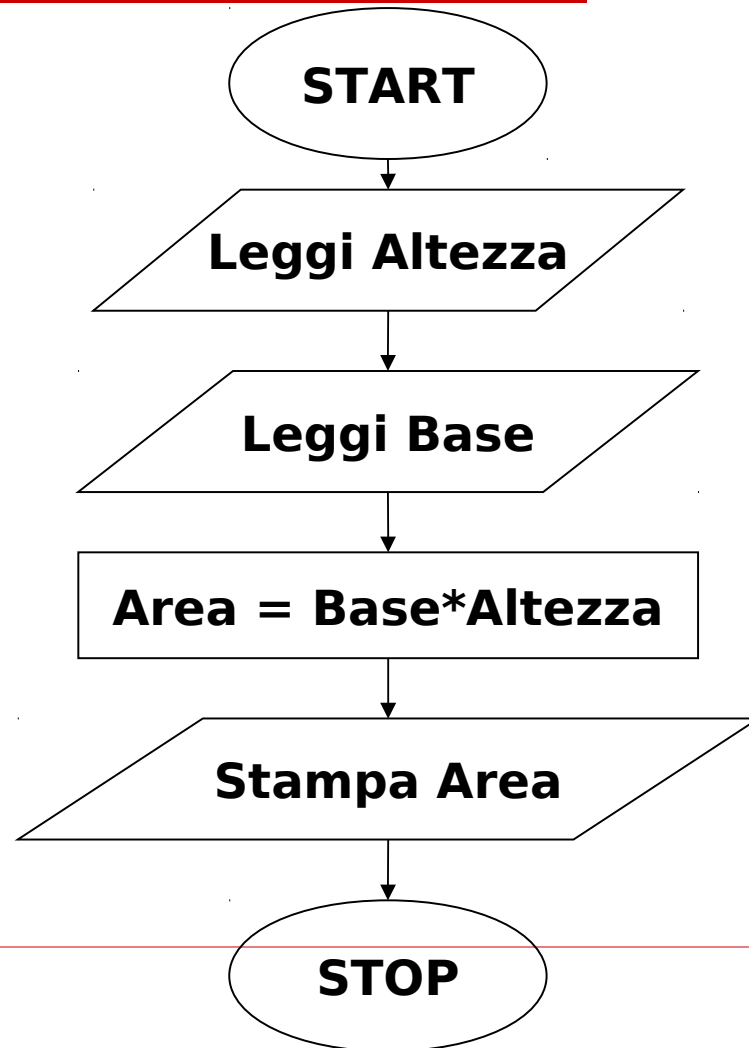 START
Leggi Altezza
Leggi Base
Area = Base*Altezza
Stampa Area
STOP